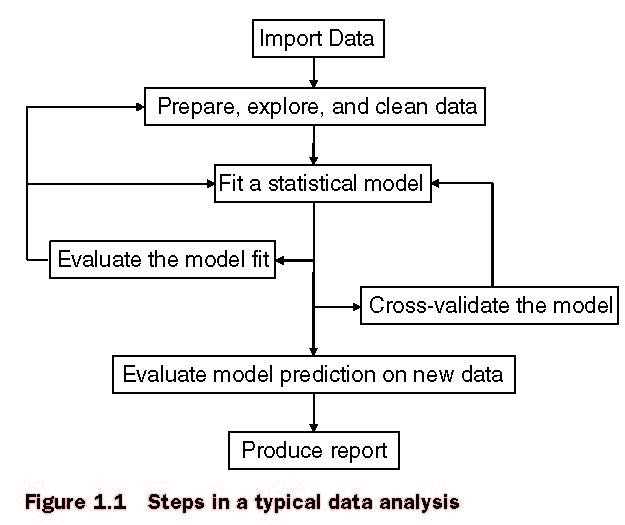 Import Data
Prepare, explore, and clean data
Fit a statistical model
Evaluate the model fit
Cross-validate the model
Evaluate model prediction on new data
Produce report
Figure 1.1 Steps in a typical data analysis